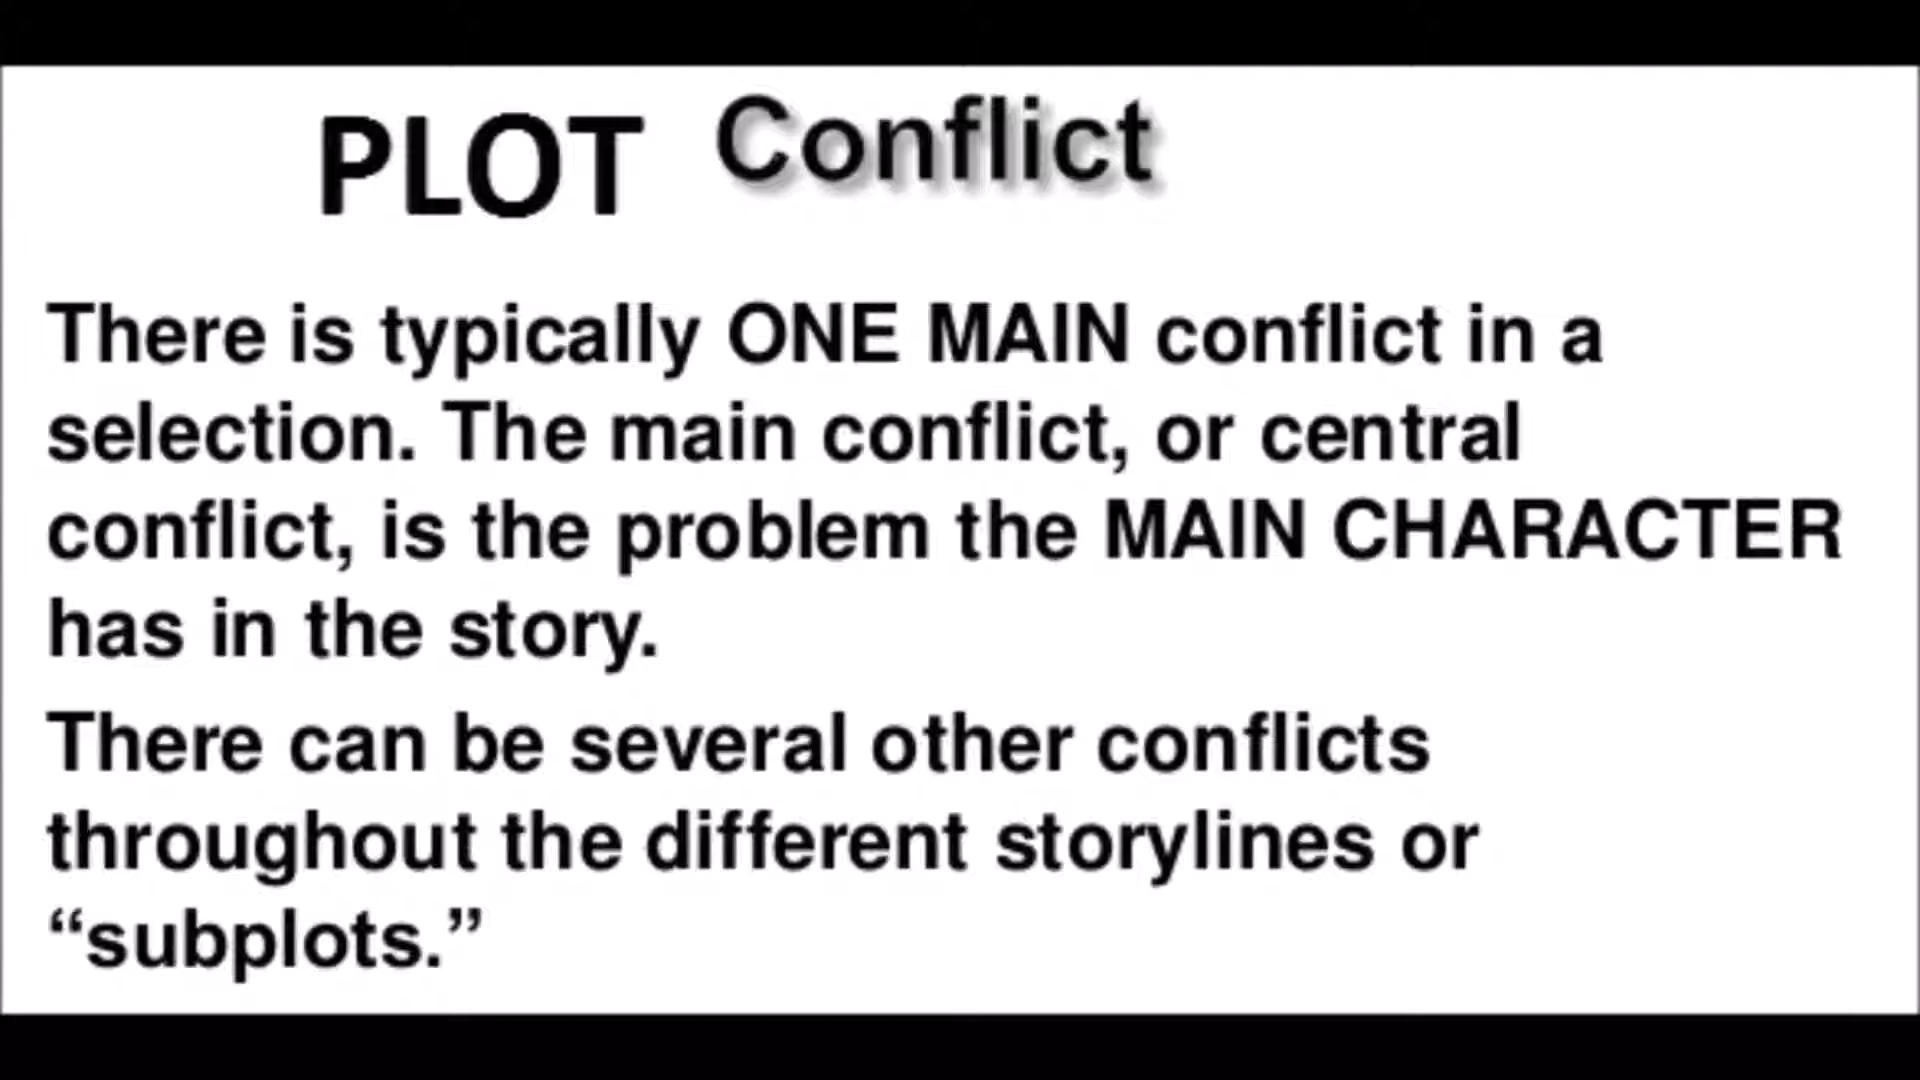 PLOT Conflict
There is typically ONE MAIN conflict in a
selection. The main conflict, or central
conflict, is the problem the MAIN CHARACTER
has in the story.
There can be several other conflicts
throughout the different storylines or
“subplots.”